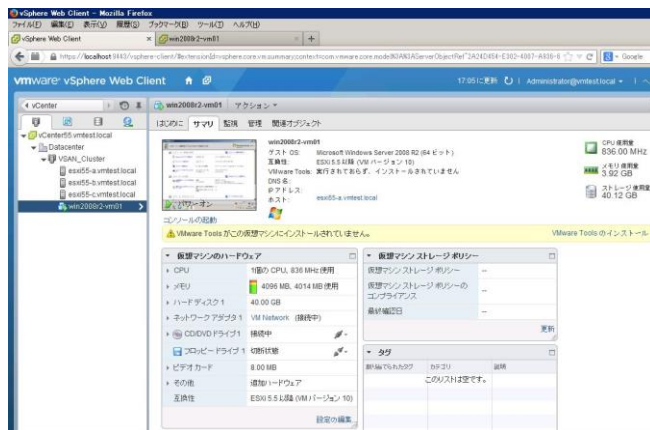 vSphere Web Client - Mozilla Firefox
ファイル(F) 編集(E) 表示(V) 履歴(S) ブックマーク(B) ツール(T) ヘルプ(H)
vSphere Web Client × win2008r2-vm01 × +
https://localhost:9443/vsphere-client/
Google
vmware vSphere Web Client
17:05に更新 Administrator@vmtest.local
vCenter
win2008r2-vm01 アクション
はじめに サマリ 監視 管理 関連オブジェクト
vCenter55.vmtest.local
Datacenter
VSAN_Cluster
esxi55-a.vmtest.local
esxi55-b.vmtest.local
esxi55-c.vmtest.local
win2008r2-vm01
win2008r2-vm01
ゲスト OS: Microsoft Windows Server 2008 R2 (64 ビット)
互換性: ESXi 5.5 以降 (VM バージョン 10)
VMware Tools: 実行されておらず、インストールされていません
DNS 名:
IP アドレス:
ホスト: esxi55-a.vmtest.local
パワーオン
コンソールの起動
CPU 使用量
836.00 MHz
メモリ使用量
3.92 GB
ストレージ使用量
40.12 GB
VMware Tools がこの仮想マシンにインストールされていません。 VMware Tools のインストール
仮想マシンのハードウェア
CPU 1個の CPU, 836 MHz 使用
メモリ 4096 MB, 4014 MB 使用
ハード ディスク 1 40.00 GB
ネットワーク アダプタ 1 VM Network (接続中)
CD/DVD ドライブ 1 接続中
フロッピー ドライブ 1 切断状態
ビデオ カード 8.00 MB
その他 追加ハードウェア
互換性 ESXi 5.5 以降 (VM バージョン 10)
設定の編集...
仮想マシン ストレージ ポリシー
仮想マシン ストレージ ポリシー --
仮想マシン ストレージ ポリシーのコンプライアンス --
最終確認日 --
更新
タグ
割り当てられたタグ カテゴリ 説明
このリストは空です。